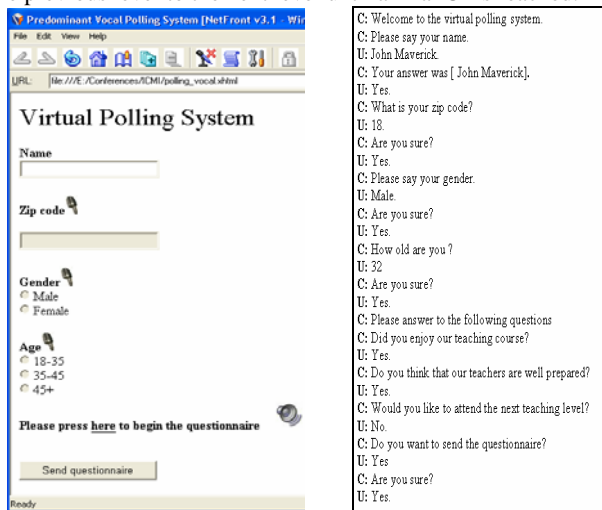 Predominant Vocal Polling System [NetFront v3.1 - Wir
File Edit View Help
URL: file:///E:/Conferences/ICMI/polling_vocal.xhtml
Virtual Polling System
Name
Zip code
Gender
Male
Female
Age
18-35
35-45
45+
Please press here to begin the questionnaire
Send questionnaire
Ready
C: Welcome to the virtual polling system.
C: Please say your name.
U: John Maverick.
C: Your answer was [ John Maverick].
U: Yes.
C: What is your zip code?
U: 18.
C: Are you sure?
U: Yes.
C: Please say your gender.
U: Male.
C: Are you sure?
U: Yes.
C: How old are you ?
U: 32
C: Are you sure?
U: Yes.
C: Please answer to the following questions
C: Did you enjoy our teaching course?
U: Yes.
C: Do you think that our teachers are well prepared?
U: Yes.
C: Would you like to attend the next teaching level?
U: No.
C: Do you want to send the questionnaire?
U: Yes
C: Are you sure?
U: Yes.